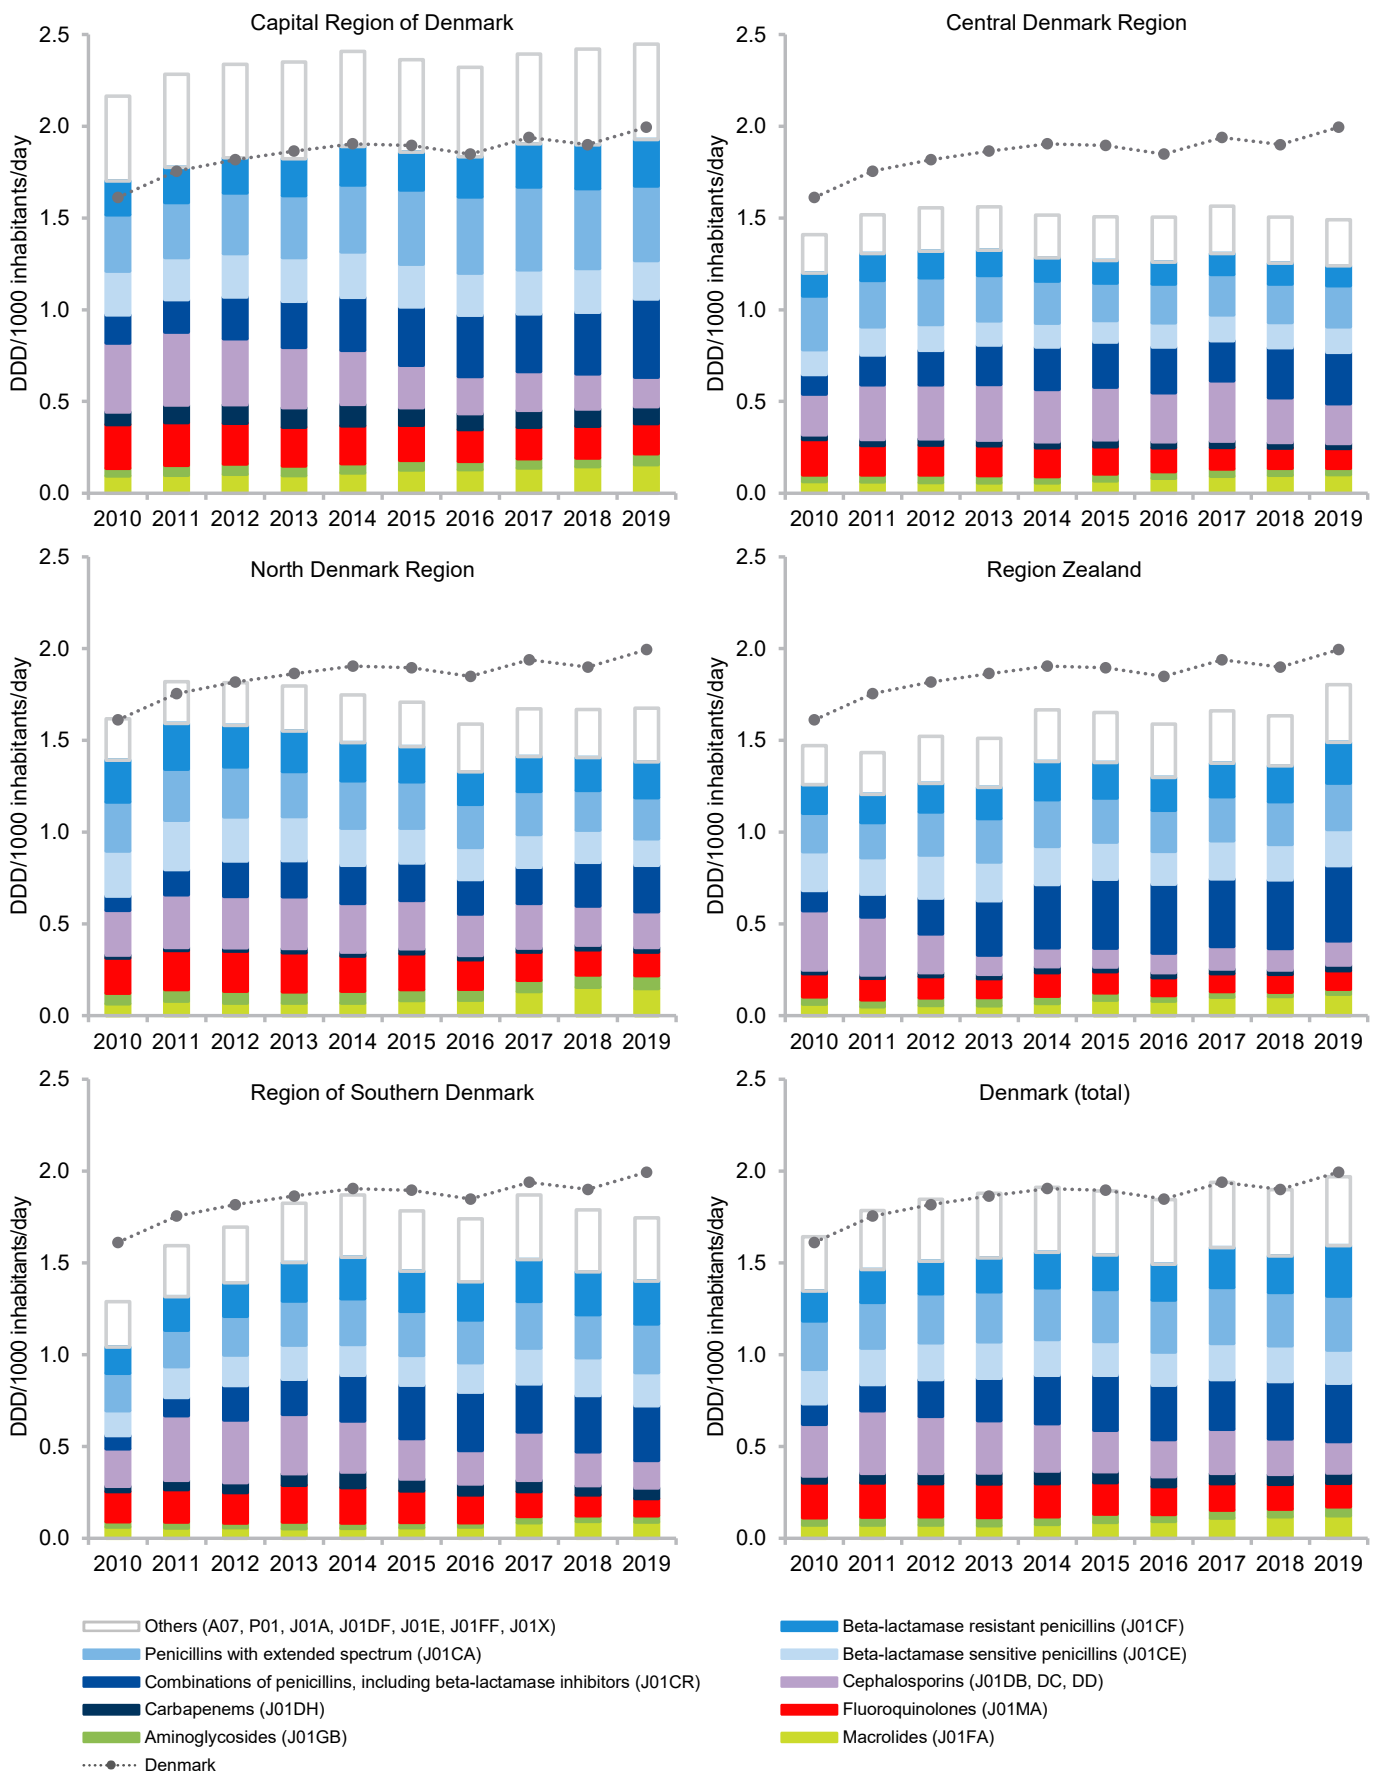 Capital Region of Denmark
DDD/1000 inhabitants/day
2.5
2.0
1.5
1.0
0.5
0.0
2010 2011 2012 2013 2014 2015 2016 2017 2018 2019
Central Denmark Region
DDD/1000 inhabitants/day
2.5
2.0
1.5
1.0
0.5
0.0
2010 2011 2012 2013 2014 2015 2016 2017 2018 2019
North Denmark Region
DDD/1000 inhabitants/day
2.5
2.0
1.5
1.0
0.5
0.0
2010 2011 2012 2013 2014 2015 2016 2017 2018 2019
Region Zealand
DDD/1000 inhabitants/day
2.5
2.0
1.5
1.0
0.5
0.0
2010 2011 2012 2013 2014 2015 2016 2017 2018 2019
Region of Southern Denmark
DDD/1000 inhabitants/day
2.5
2.0
1.5
1.0
0.5
0.0
2010 2011 2012 2013 2014 2015 2016 2017 2018 2019
Denmark (total)
DDD/1000 inhabitants/day
2.5
2.0
1.5
1.0
0.5
0.0
2010 2011 2012 2013 2014 2015 2016 2017 2018 2019
Others (A07, P01, J01A, J01DF, J01E, J01FF, J01X)
Beta-lactamase resistant penicillins (J01CF)
Penicillins with extended spectrum (J01CA)
Beta-lactamase sensitive penicillins (J01CE)
Combinations of penicillins, including beta-lactamase inhibitors (J01CR)
Cephalosporins (J01DB, DC, DD)
Carbapenems (J01DH)
Fluoroquinolones (J01MA)
Aminoglycosides (J01GB)
Macrolides (J01FA)
Denmark